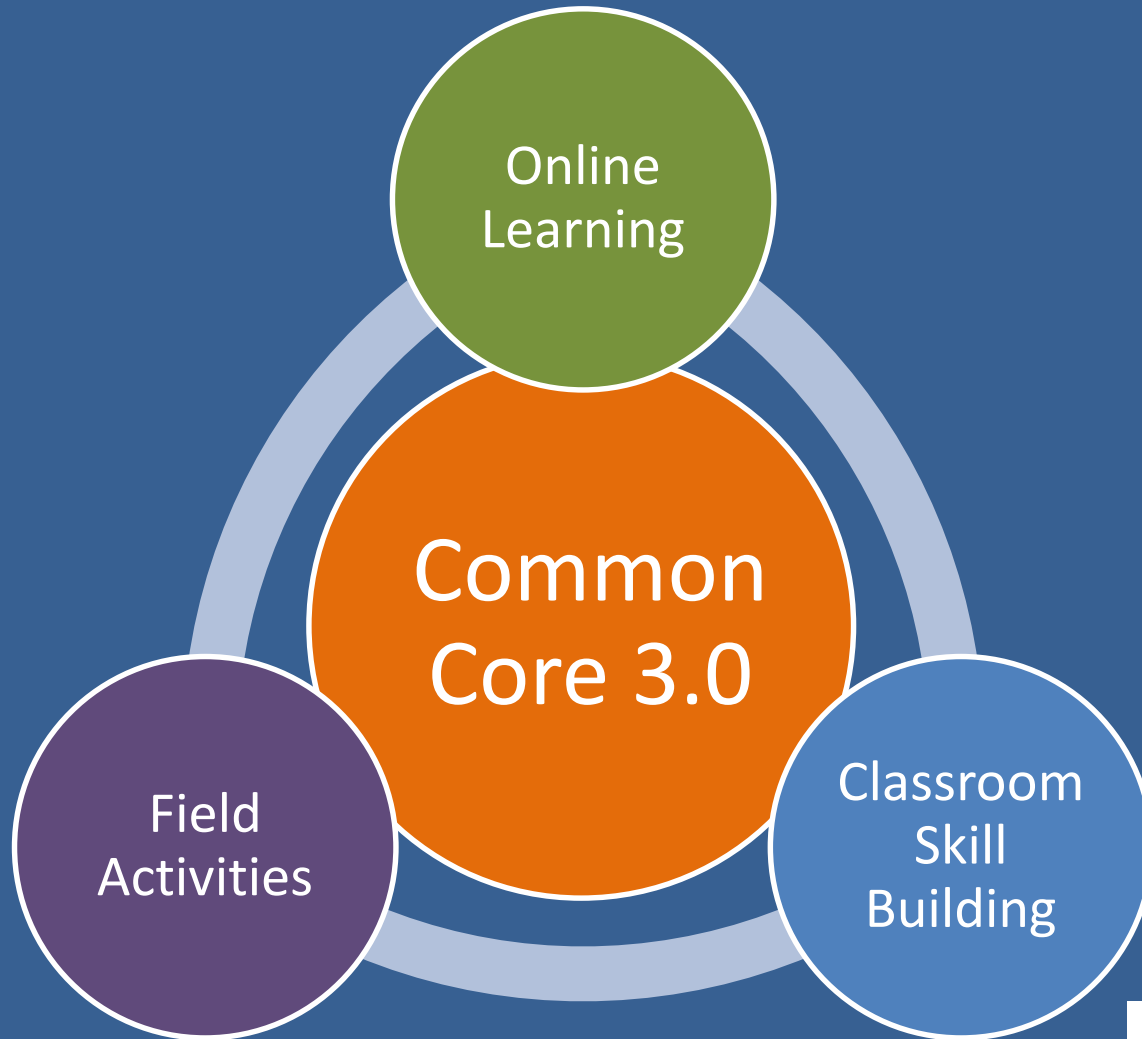 Online
Learning
Common
Core 3.0
Field
Activities
Classroom
Skill
Building